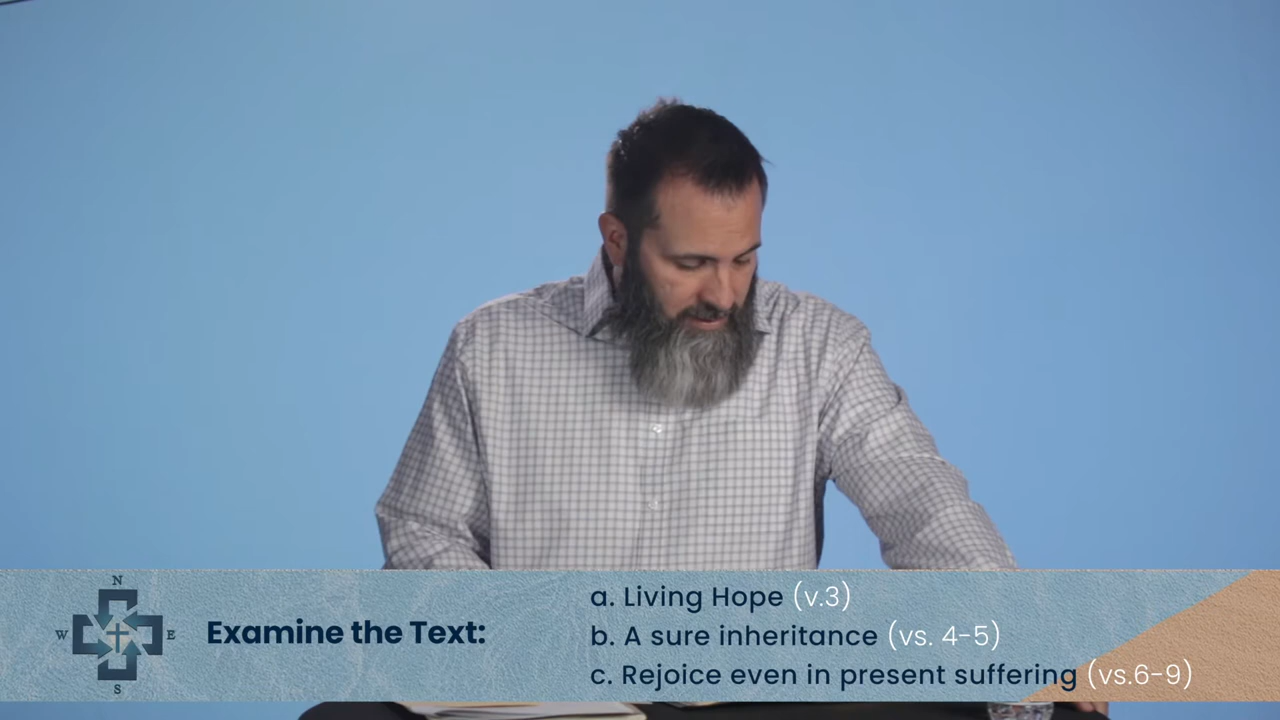 N
W E
S
Examine the Text:
a. Living Hope (v.3)
b. A sure inheritance (vs. 4-5)
c. Rejoice even in present suffering (vs.6-9)